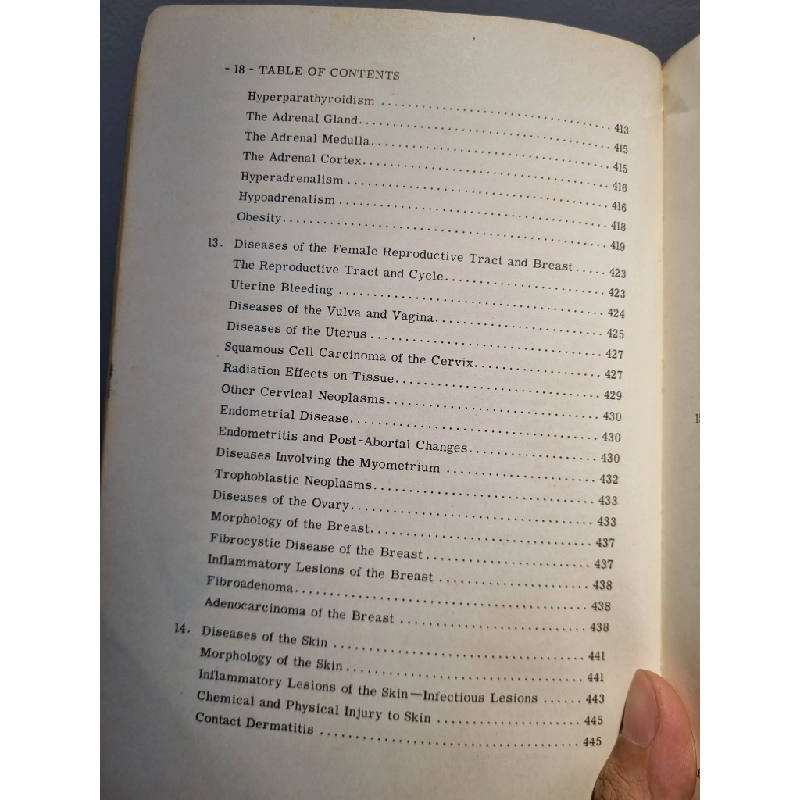 - 18 - TABLE OF CONTENTS
Hyperparathyroidism ........................ 413
The Adrenal Gland........................ 415
The Adrenal Medulla........................ 415
The Adrenal Cortex........................ 416
Hyperadrenalism ........................ 416
Hypoadrenalism ........................ 418
Obesity........................ 419
13. Diseases of the Female Reproductive Tract and Breast..... 423
The Reproductive Tract and Cycle........................ 423
Uterine Bleeding ........................ 424
Diseases of the Vulva and Vagina........................ 425
Diseases of the Uterus ........................ 427
Squamous Cell Carcinoma of the Cervix.................. 427
Radiation Effects on Tissue........................ 429
Other Cervical Neoplasms........................ 430
Endometrial Disease........................ 430
Endometritis and Post-Abortal Changes.................. 430
Diseases Involving the Myometrium .................... 432
Trophoblastic Neoplasms........................ 433
Diseases of the Ovary........................ 433
Morphology of the Breast........................ 437
Fibrocystic Disease of the Breast ..................... 437
Inflammatory Lesions of the Breast ................... 438
Fibroadenoma........................ 438
Adenocarcinoma of the Breast ........................ 438
14. Diseases of the Skin ........................ 441
Morphology of the Skin........................ 441
Inflammatory Lesions of the Skin—Infectious Lesions ...... 443
Chemical and Physical Injury to Skin .................. 445
Contact Dermatitis ........................ 445